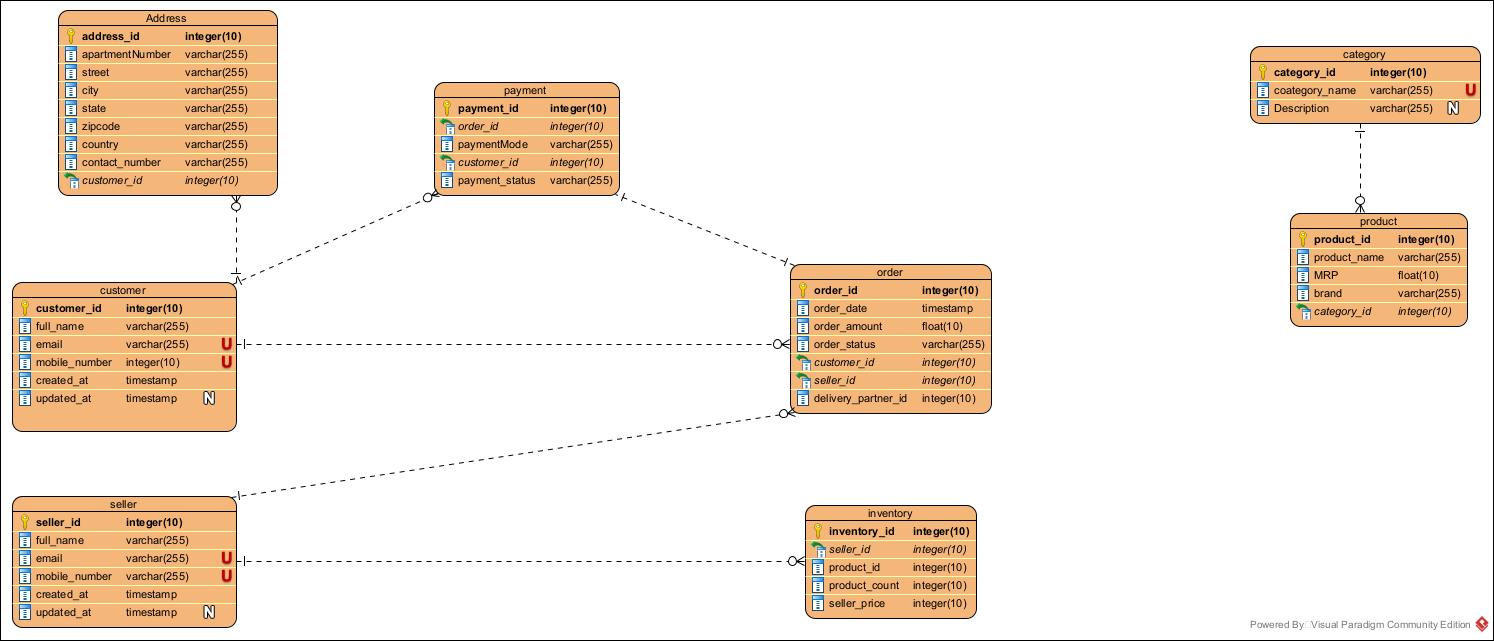 Address
address_id integer(10)
apartmentNumber varchar(255)
street varchar(255)
city varchar(255)
state varchar(255)
zipcode varchar(255)
country varchar(255)
contact_number varchar(255)
customer_id integer(10)
payment
payment_id integer(10)
order_id integer(10)
paymentMode varchar(255)
customer_id integer(10)
payment_status varchar(255)
category
category_id integer(10)
coategory_name varchar(255) U
Description varchar(255) N
product
product_id integer(10)
product_name varchar(255)
MRP float(10)
brand varchar(255)
category_id integer(10)
customer
customer_id integer(10)
full_name varchar(255)
email varchar(255) U
mobile_number integer(10) U
created_at timestamp
updated_at timestamp N
order
order_id integer(10)
order_date timestamp
order_amount float(10)
order_status varchar(255)
customer_id integer(10)
seller_id integer(10)
delivery_partner_id integer(10)
seller
seller_id integer(10)
full_name varchar(255)
email varchar(255) U
mobile_number varchar(255) U
created_at timestamp
updated_at timestamp N
inventory
inventory_id integer(10)
seller_id integer(10)
product_id integer(10)
product_count integer(10)
seller_price integer(10)
Powered By Visual Paradigm Community Edition